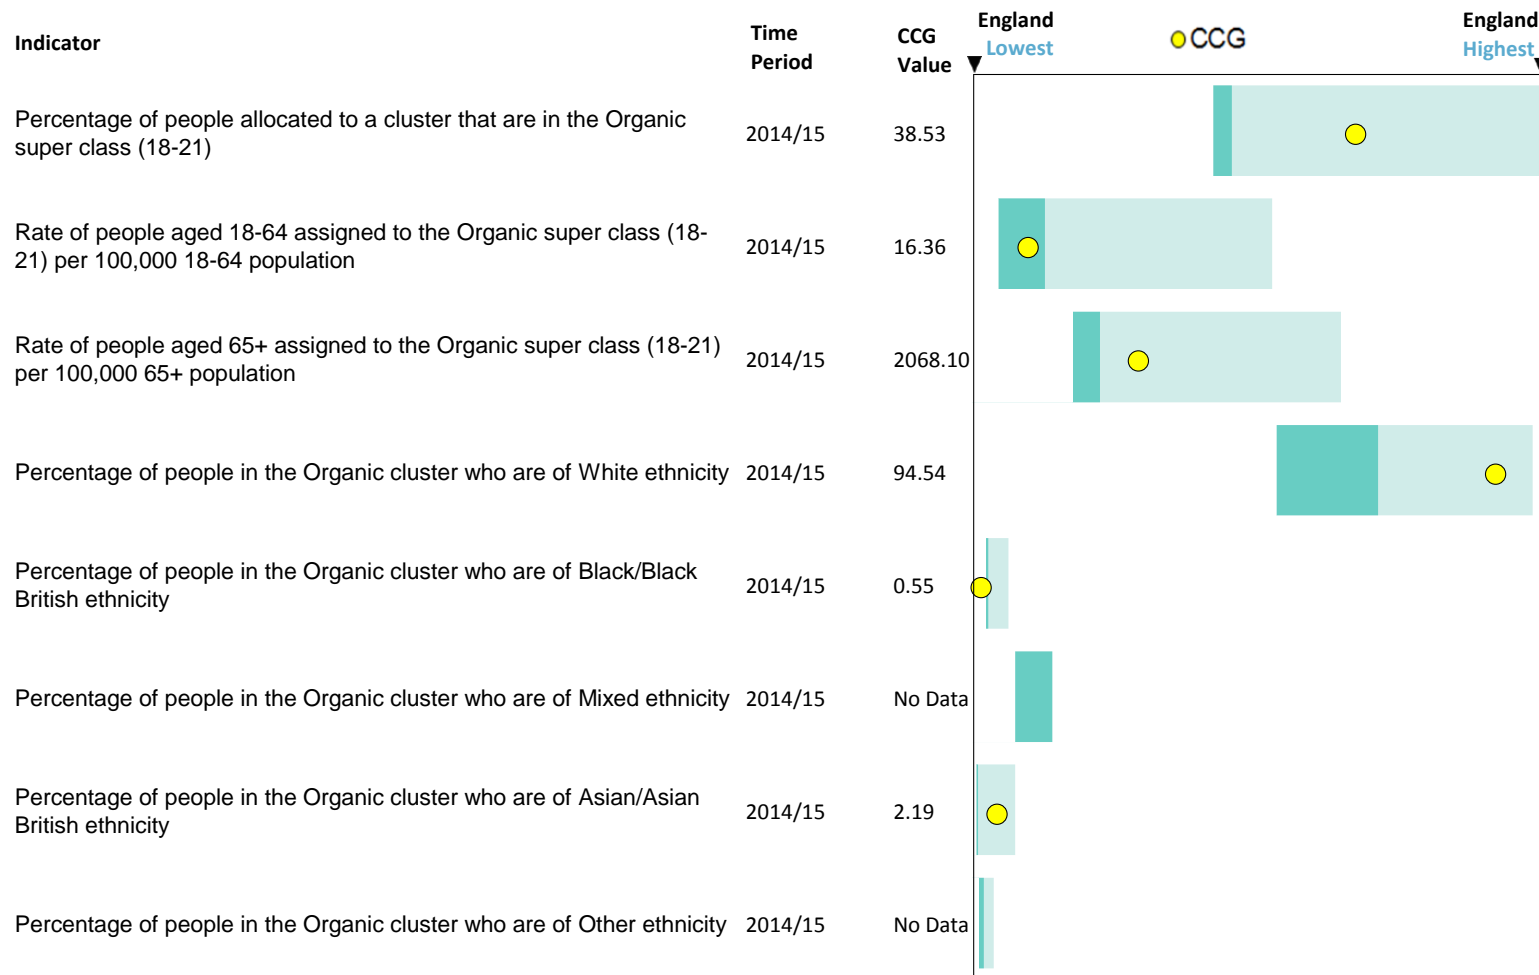 Indicator
Time
Period
CCG
Value
England
Lowest
CCG
England
Highest
Percentage of people allocated to a cluster that are in the Organic
super class (18-21)
2014/15
38.53
Rate of people aged 18-64 assigned to the Organic super class (18-
21) per 100,000 18-64 population
2014/15
16.36
Rate of people aged 65+ assigned to the Organic super class (18-21)
per 100,000 65+ population
2014/15
2068.10
Percentage of people in the Organic cluster who are of White ethnicity
2014/15
94.54
Percentage of people in the Organic cluster who are of Black/Black
British ethnicity
2014/15
0.55
Percentage of people in the Organic cluster who are of Mixed ethnicity
2014/15
No Data
Percentage of people in the Organic cluster who are of Asian/Asian
British ethnicity
2014/15
2.19
Percentage of people in the Organic cluster who are of Other ethnicity
2014/15
No Data